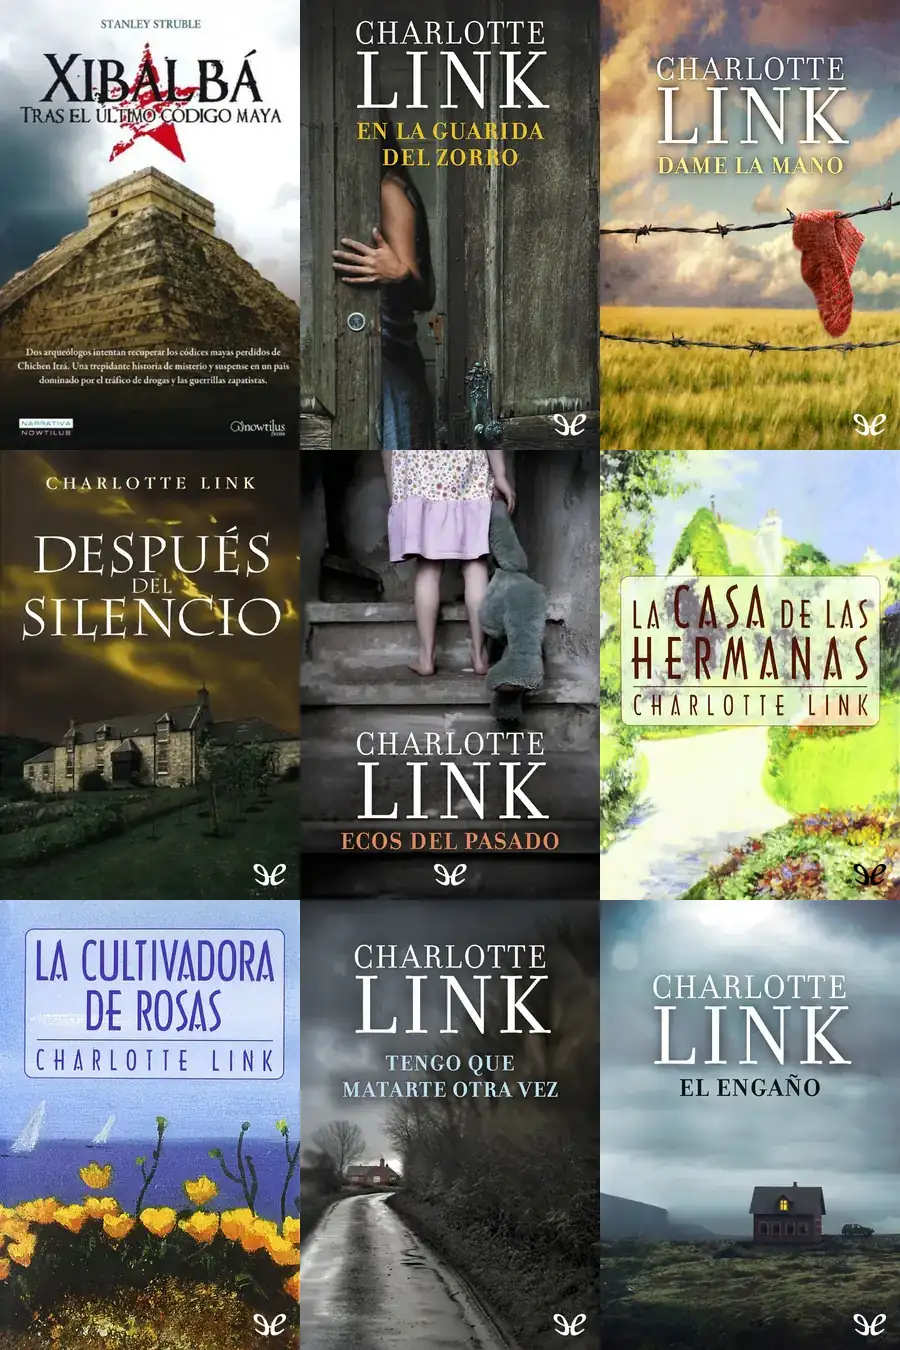 STANLEY STRUBLE
XIBALBÁ
TRAS EL ÚLTIMO CÓDIGO MAYA
Dos arqueólogos intentan recuperar los códices mayas perdidos de
Chichen Itzá. Una trepidante historia de misterio y suspense en un país
dominado por el tráfico de drogas y las guerrillas zapatistas.
NARRATIVA
NOWTILUS
nowtilus
CHARLOTTE
LINK
EN LA GUARIDA
DEL ZORRO
CHARLOTTE
LINK
DAME LA MANO
CHARLOTTE LINK
DESPUÉS
DEL
SILENCIO
CHARLOTTE
LINK
ECOS DEL PASADO
LA CASA DE LAS
HERMANAS
CHARLOTTE LINK
LA CULTIVADORA
DE ROSAS
CHARLOTTE LINK
CHARLOTTE
LINK
TENGO QUE
MATARTE OTRA VEZ
CHARLOTTE
LINK
EL ENGAÑO